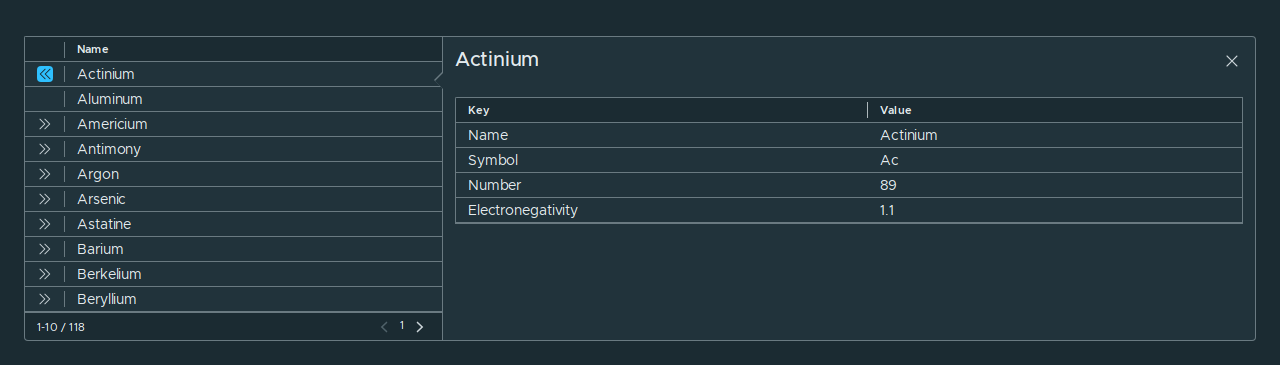 Name
Actinium
Aluminum
Americium
Antimony
Argon
Arsenic
Astatine
Barium
Berkelium
Beryllium
1-10 / 118
1
Actinium
Key Value
Name Actinium
Symbol Ac
Number 89
Electronegativity 1.1